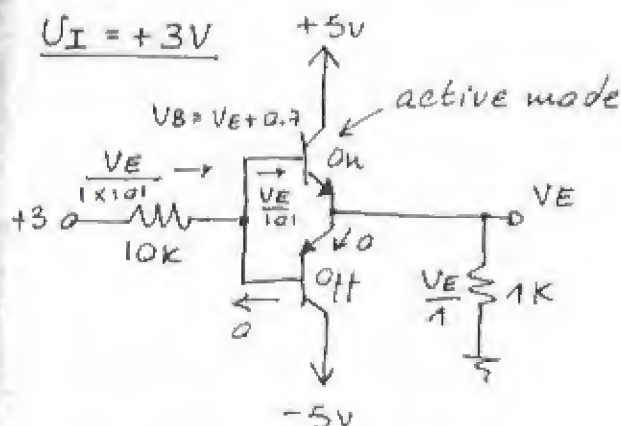 UI = +3V
+5V
active mode
VB = VE + 0.7
On
VE
1 x 101
VE
101
+3
10K
VE
0
Off
0
VE
1
1K
-5V